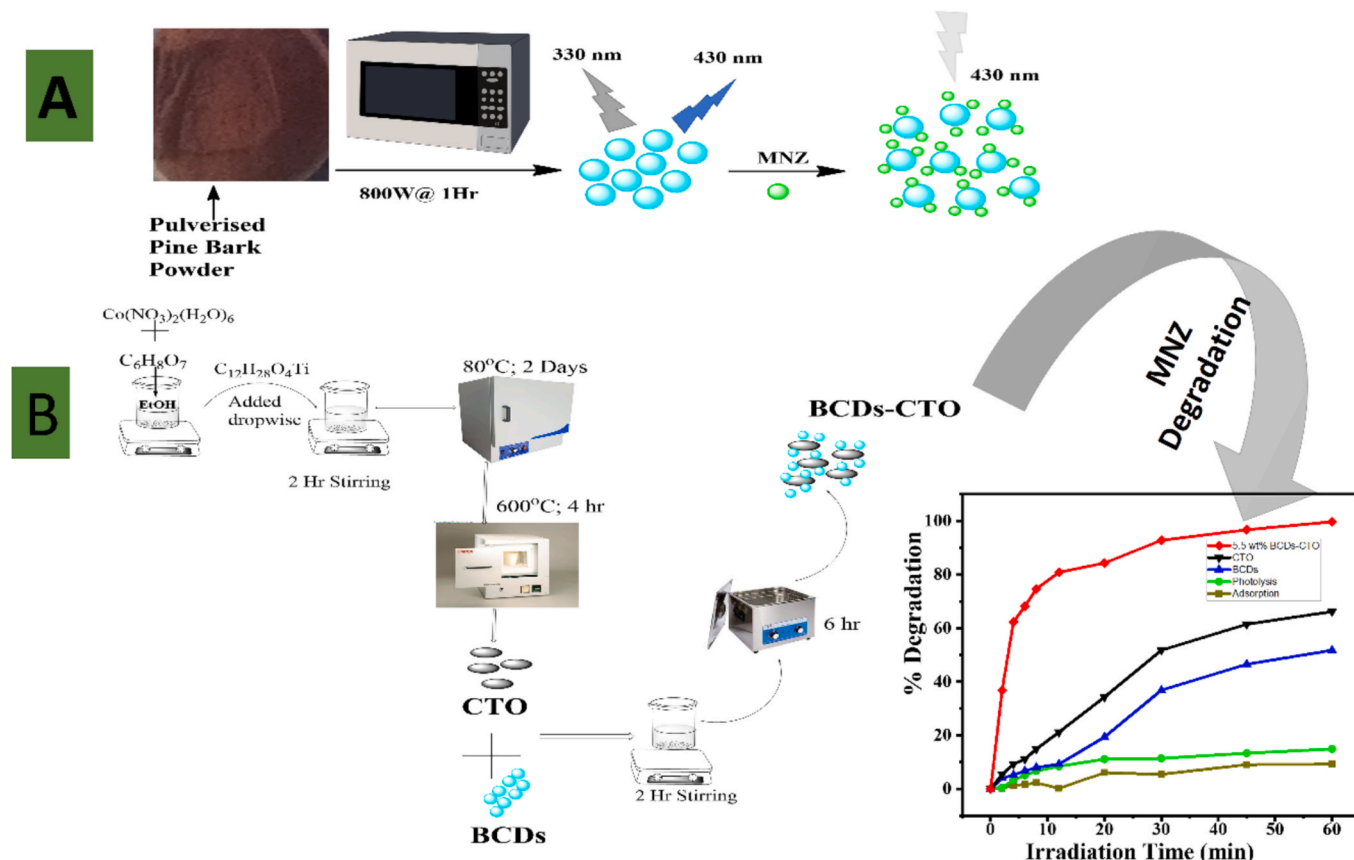 A
330 nm
430 nm
430 nm
MNZ
800W@ 1Hr
Pulverised
Pine Bark
Powder
MNZ
Degradation
B
Co(NO3)2(H2O)6
C6H8O7
EtOH
C12H28O4Ti
Added
dropwise
2 Hr Stirring
80°C; 2 Days
600°C; 4 hr
CTO
BCDs
2 Hr Stirring
6 hr
BCDs-CTO
% Degradation
100
80
60
40
20
0
5.5 wt% BCDs-CTO
CTO
BCDs
Photolysis
Adsorption
0 10 20 30 40 50 60
Irradiation Time (min)